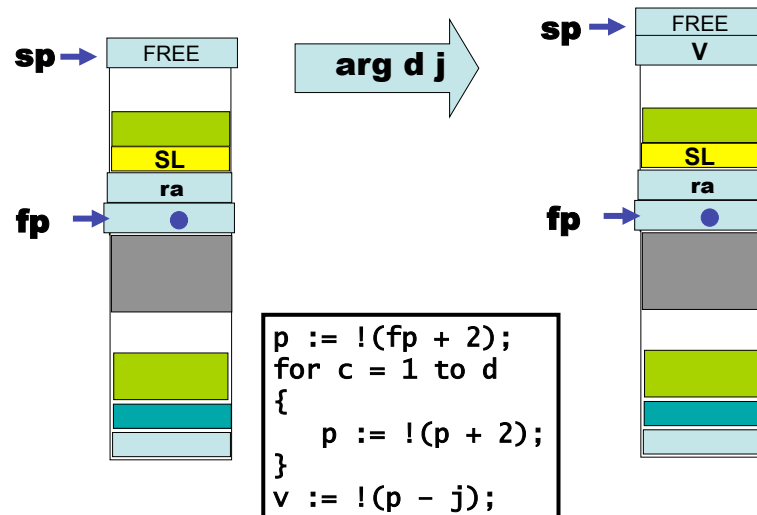 sp
FREE
SL
ra
fp
arg d j
sp
FREE
V
SL
ra
fp
p := !(fp + 2);
for c = 1 to d
{
p := !(p + 2);
}
v := !(p - j);